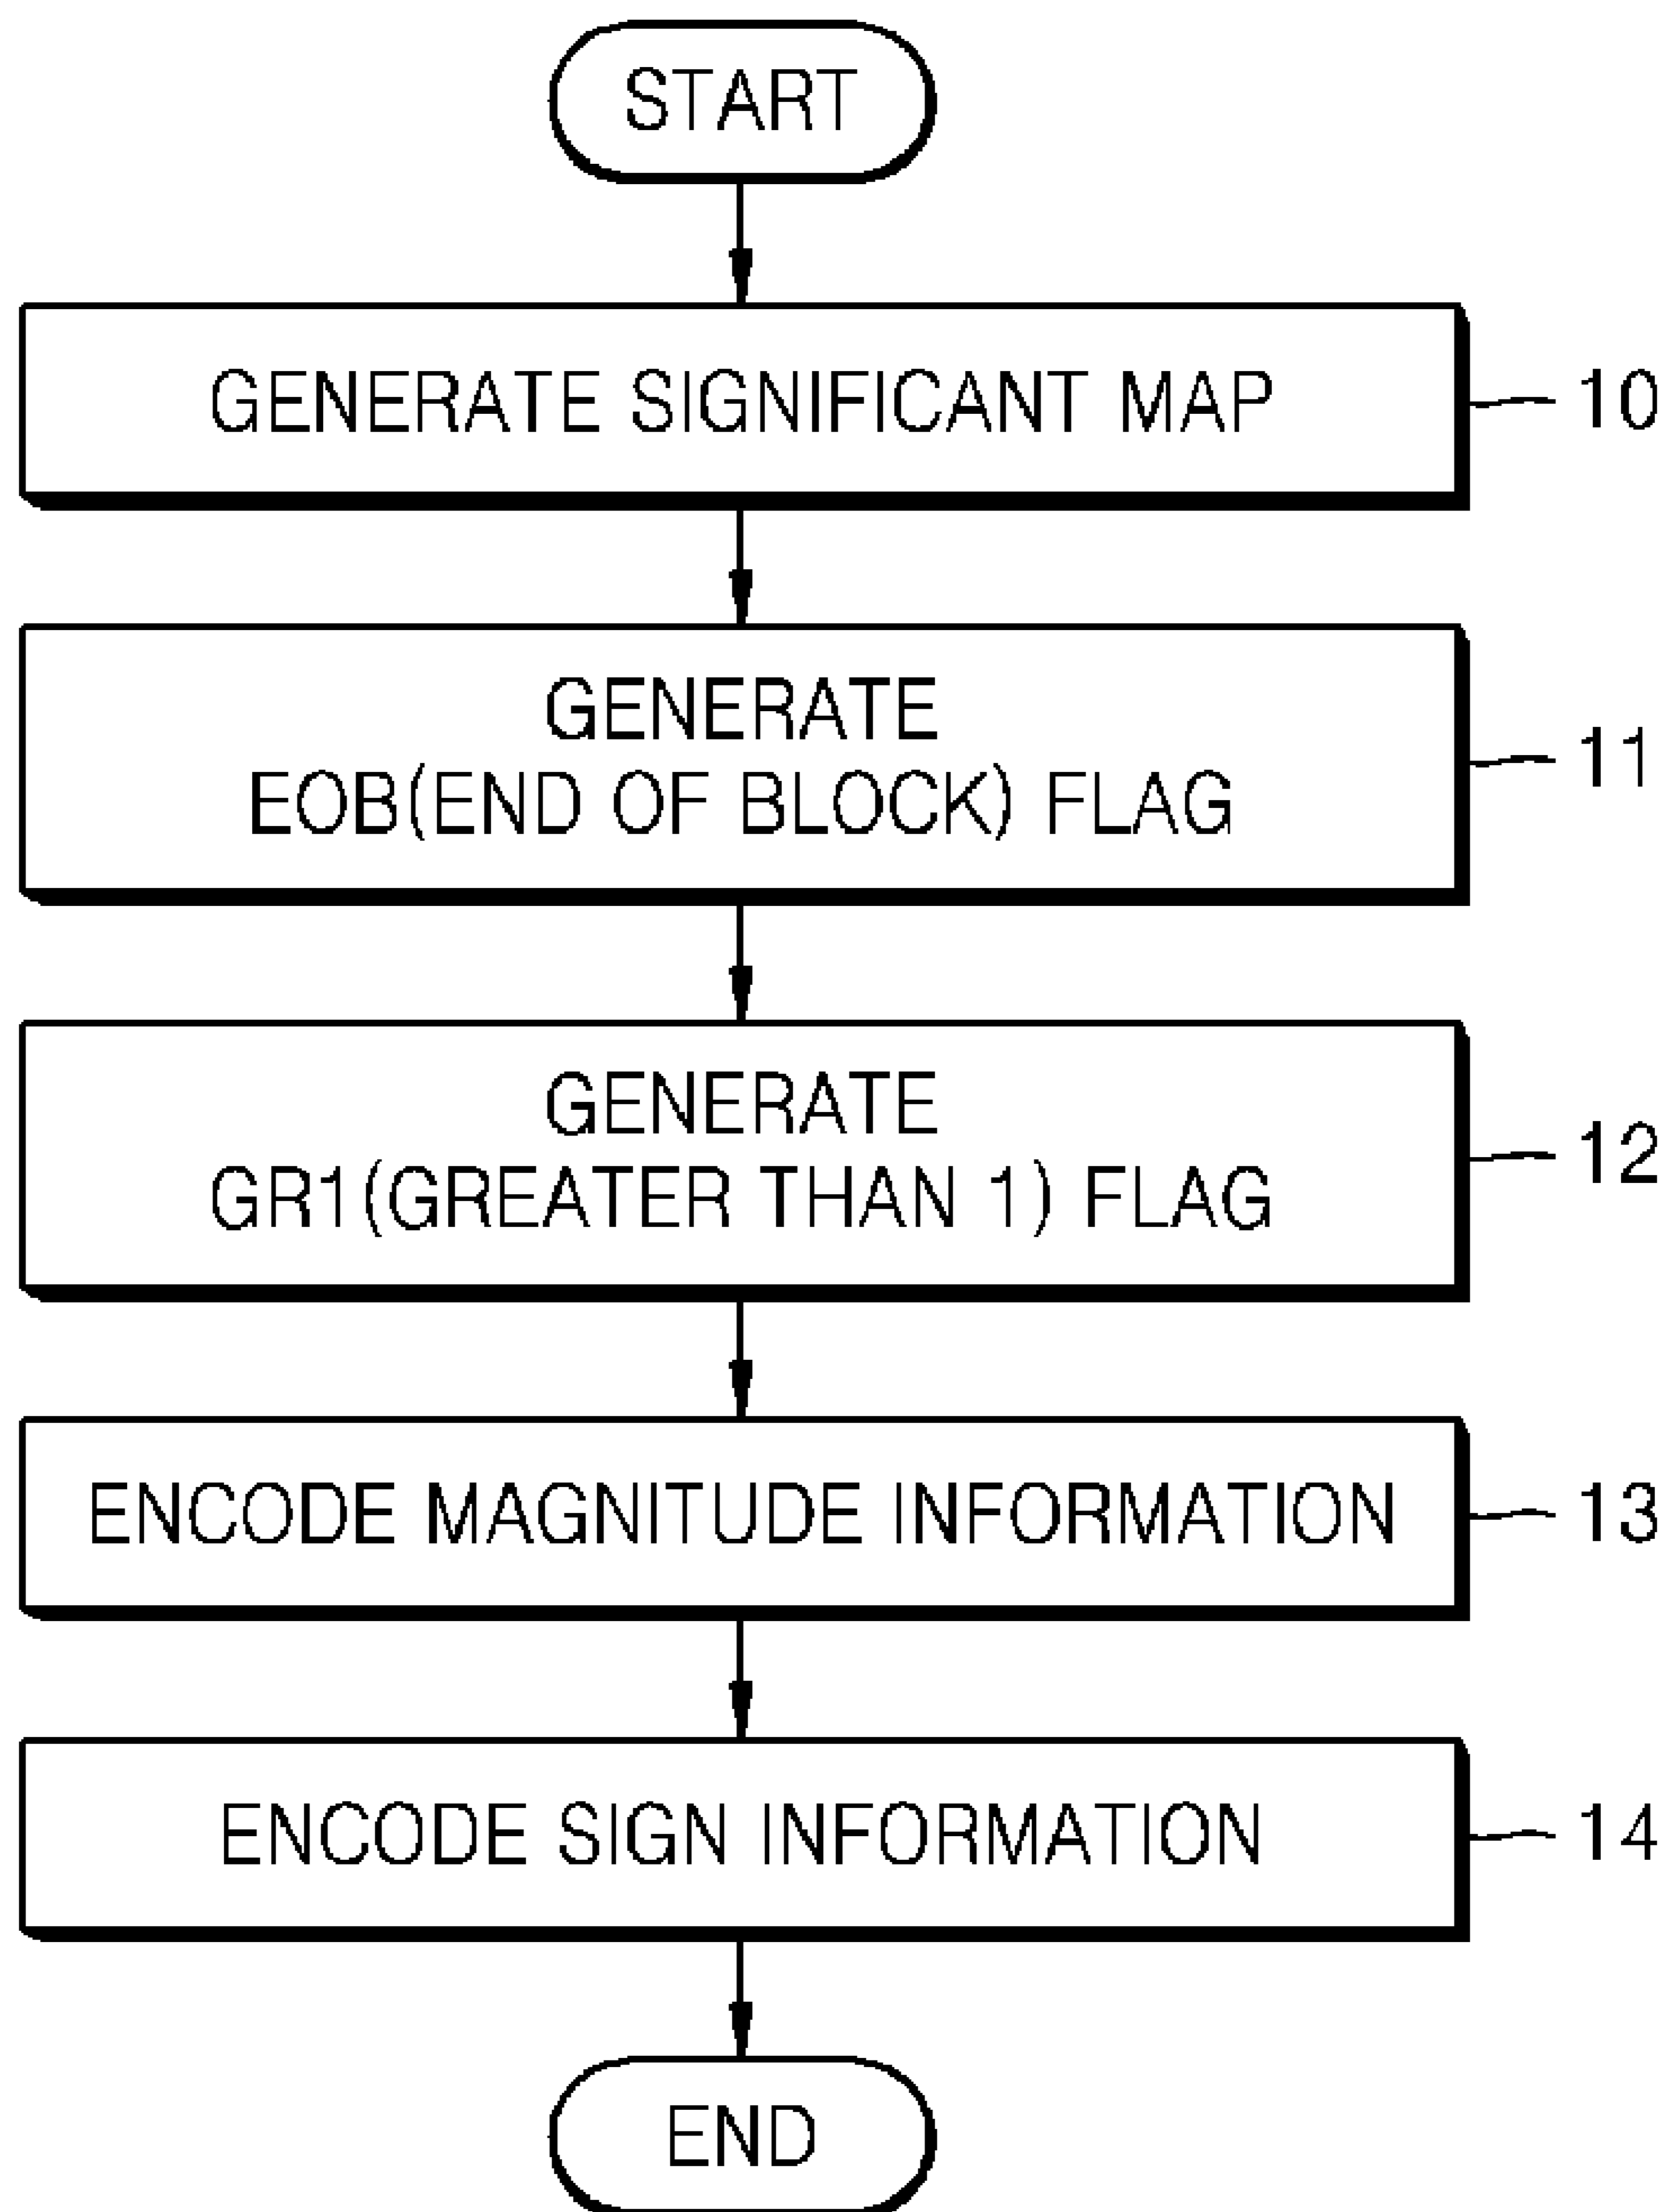 START
GENERATE SIGNIFICANT MAP
10
GENERATE
EOB(END OF BLOCK) FLAG
11
GENERATE
GR1(GREATER THAN 1) FLAG
12
ENCODE MAGNITUDE INFORMATION
13
ENCODE SIGN INFORMATION
14
END